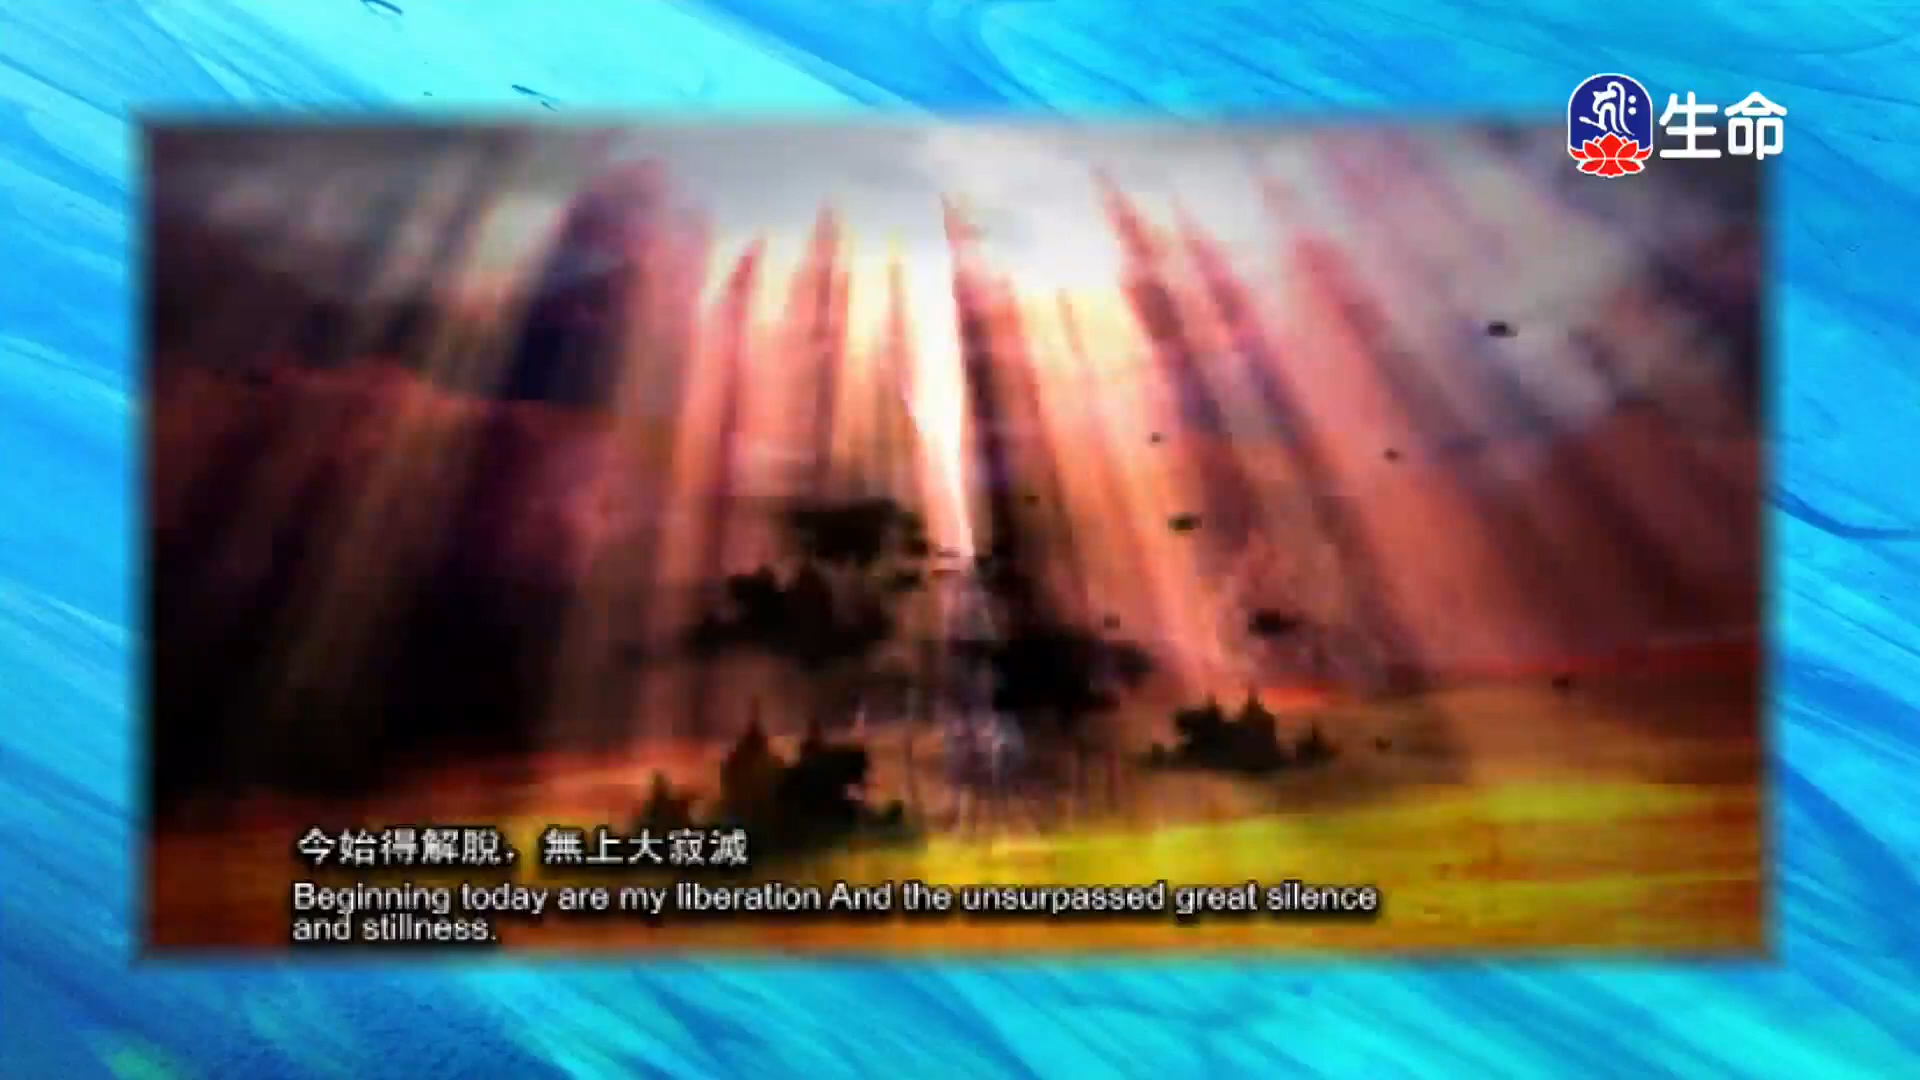 生命
今始得解脫，無上大寂滅
Beginning today are my liberation And the unsurpassed great silence
and stillness.